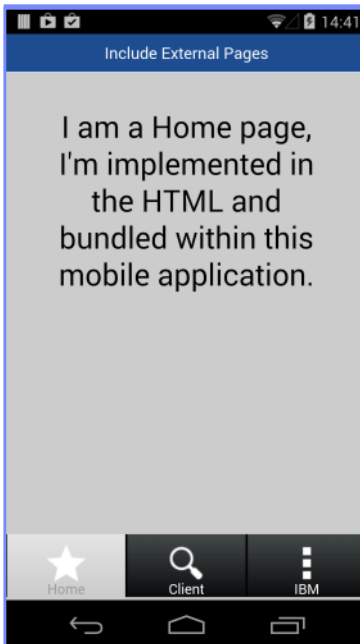 14:41
Include External Pages
I am a Home page,
I'm implemented in
the HTML and
bundled within this
mobile application.
Home
Client
IBM